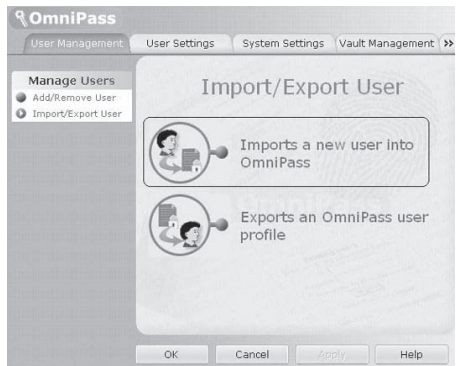 OmniPass
User Management
User Settings
System Settings
Vault Management
Manage Users
Add/Remove User
Import/Export User
Import/Export User
Imports a new user into
OmniPass
Exports an OmniPass user
profile
OK
Cancel
Apply
Help